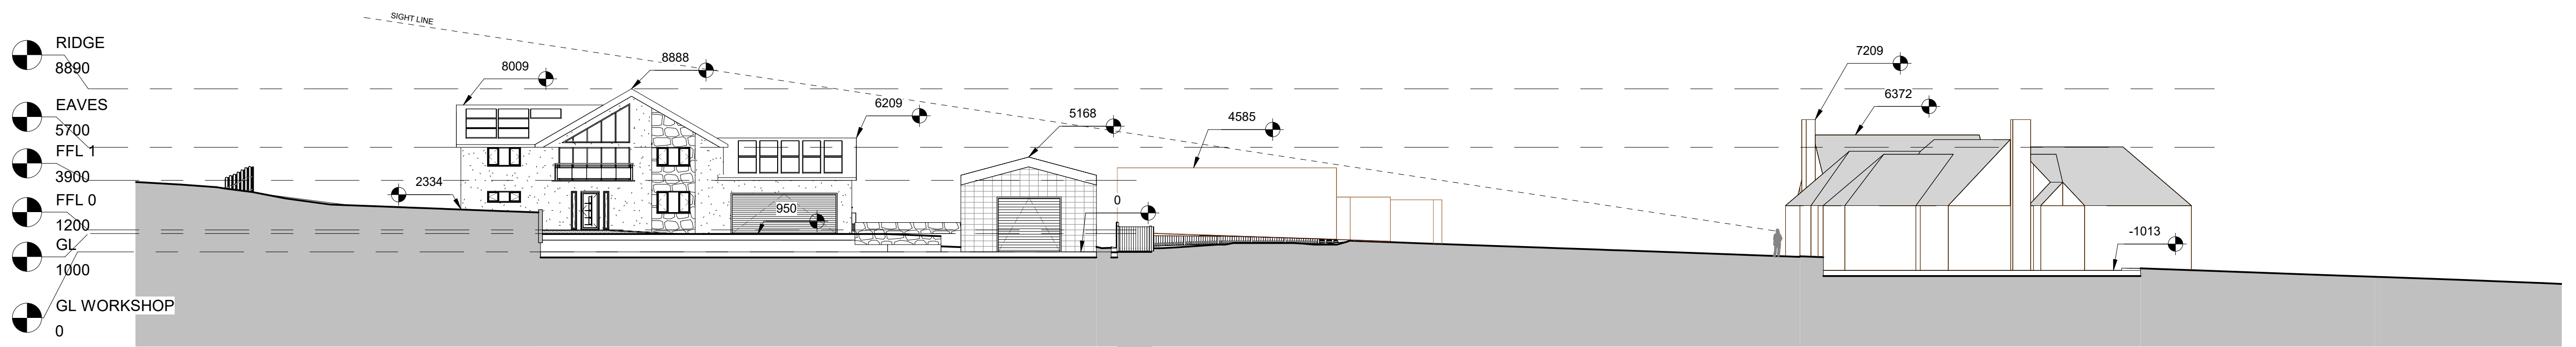 SIGHT LINE
RIDGE
8890
EAVES
5700
FFL 1
3900
FFL 0
1200
GL
1000
GL WORKSHOP
0
8009
8888
6209
2334
950
5168
4585
0
7209
6372
-1013